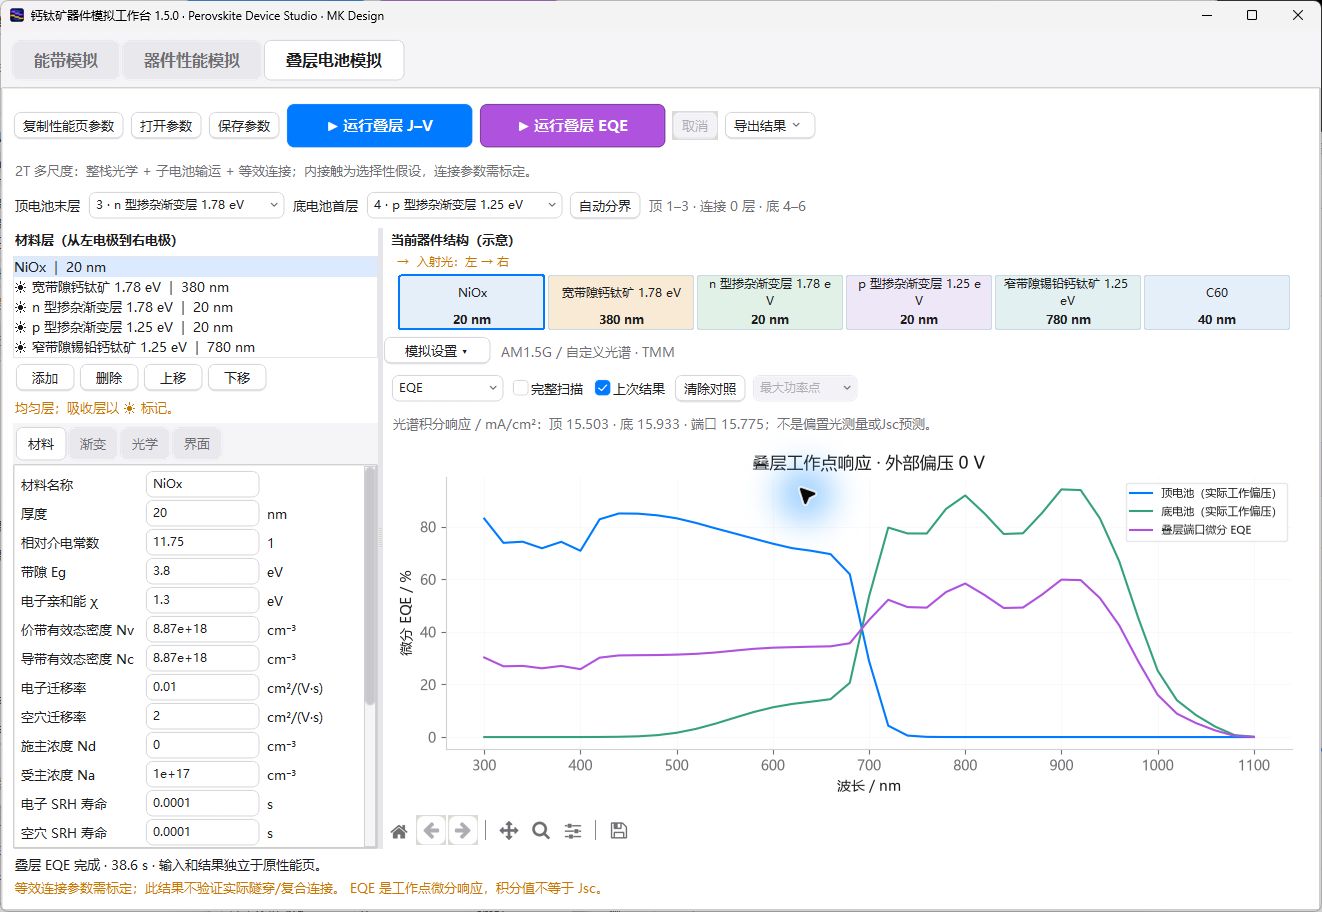 钙钛矿器件模拟工作台 1.5.0 · Perovskite Device Studio · MK Design
能带模拟
器件性能模拟
叠层电池模拟
复制性能页参数
打开参数
保存参数
▶ 运行叠层 J–V
▶ 运行叠层 EQE
取消
导出结果
2T 多尺度：整栈光学 + 子电池输运 + 等效连接；内接触为选择性假设，连接参数需标定。
顶电池末层
3 · n 型掺杂渐变层 1.78 eV
底电池首层
4 · p 型掺杂渐变层 1.25 eV
自动分界
顶 1–3 · 连接 0 层 · 底 4–6
材料层（从左电极到右电极）
NiOx | 20 nm
☀ 宽带隙钙钛矿 1.78 eV | 380 nm
☀ n 型掺杂渐变层 1.78 eV | 20 nm
☀ p 型掺杂渐变层 1.25 eV | 20 nm
☀ 窄带隙锡铅钙钛矿 1.25 eV | 780 nm
添加
删除
上移
下移
均匀层；吸收层以 ☀ 标记。
材料
渐变
光学
界面
材料名称
NiOx
厚度
20
nm
相对介电常数
11.75
1
带隙 Eg
3.8
eV
电子亲和能 χ
1.3
eV
价带有效态密度 Nv
8.87e+18
cm⁻³
导带有效态密度 Nc
8.87e+18
cm⁻³
电子迁移率
0.01
cm²/(V·s)
空穴迁移率
2
cm²/(V·s)
施主浓度 Nd
0
cm⁻³
受主浓度 Na
1e+17
cm⁻³
电子 SRH 寿命
0.0001
s
空穴 SRH 寿命
0.0001
s
当前器件结构（示意）
→ 入射光：左 → 右
NiOx
20 nm
宽带隙钙钛矿 1.78 eV
380 nm
n 型掺杂渐变层 1.78 e
V
20 nm
p 型掺杂渐变层 1.25 e
V
20 nm
窄带隙锡铅钙钛矿 1.25
eV
780 nm
C60
40 nm
模拟设置
AM1.5G / 自定义光谱 · TMM
EQE
完整扫描
上次结果
清除对照
最大功率点
光谱积分响应 / mA/cm²：顶 15.503 · 底 15.933 · 端口 15.775；不是偏置光测量或Jsc预测。
叠层工作点响应 · 外部偏压 0 V
顶电池（实际工作偏压）
底电池（实际工作偏压）
叠层端口微分 EQE
微分 EQE / %
80
60
40
20
0
300
400
500
600
700
800
900
1000
1100
波长 / nm
叠层 EQE 完成 · 38.6 s · 输入和结果独立于原性能页。
等效连接参数需标定；此结果不验证实际隧穿/复合连接。 EQE 是工作点微分响应，积分值不等于 Jsc。